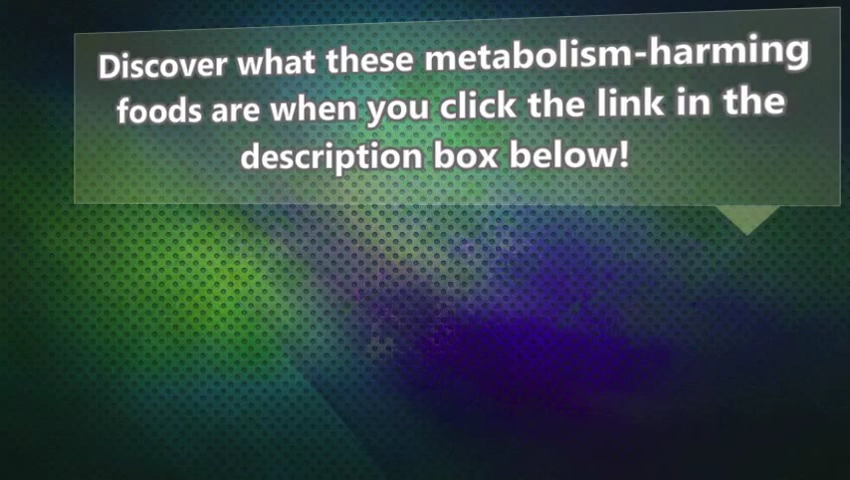 Discover what these metabolism-harming
foods are when you click the link in the
description box below!